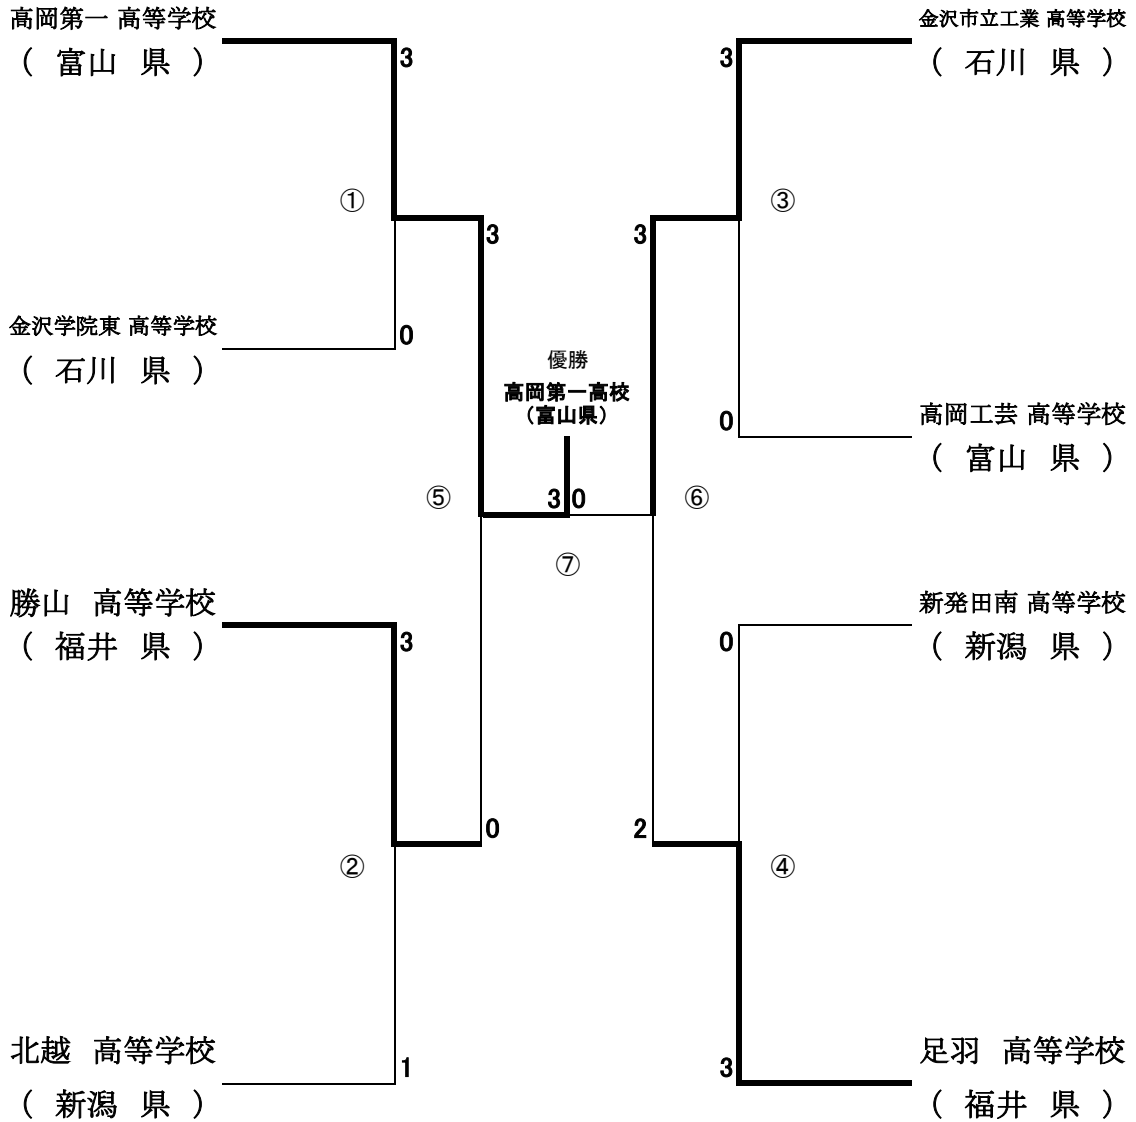 高岡第一 高等学校
（ 富山 県 ）
3
①
金沢学院東 高等学校
（ 石川 県 ）
0
勝山 高等学校
（ 福井 県 ）
3
②
北越 高等学校
（ 新潟 県 ）
1
3
⑤
0
優勝
高岡第一高校
（富山県）
3 0
⑦
3
⑥
2
金沢市立工業 高等学校
（ 石川 県 ）
3
③
0
高岡工芸 高等学校
（ 富山 県 ）
新発田南 高等学校
（ 新潟 県 ）
0
④
3
足羽 高等学校
（ 福井 県 ）